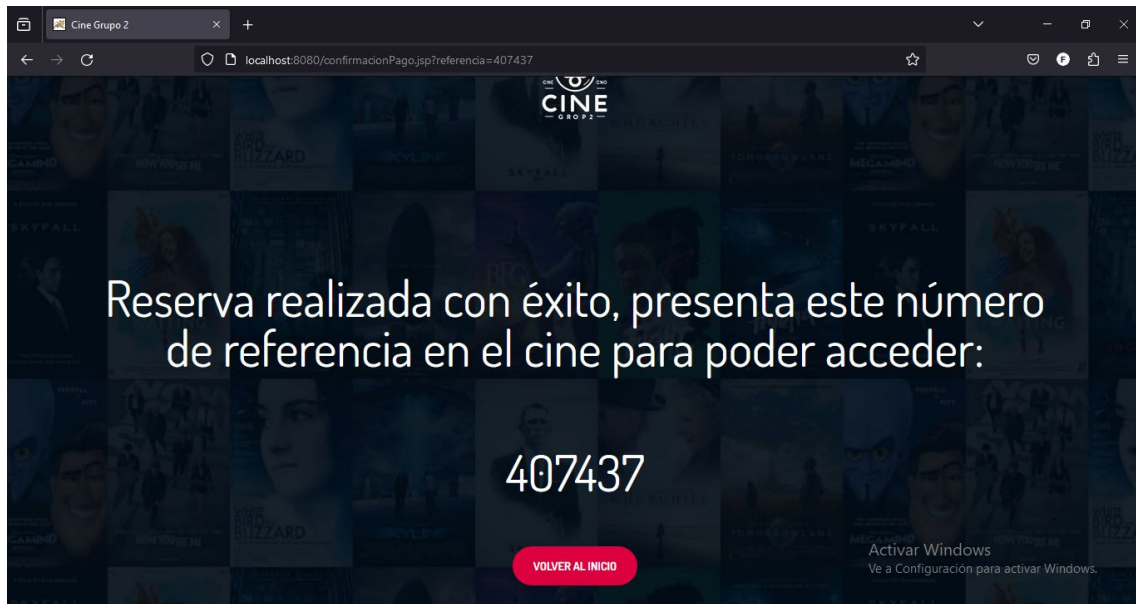 Cine Grupo 2
localhost:8080/confirmacionPago.jsp?referencia=407437
CINE
GROP2
Reserva realizada con éxito, presenta este número
de referencia en el cine para poder acceder:
407437
VOLVER AL INICIO
Activar Windows
Ve a Configuración para activar Windows.